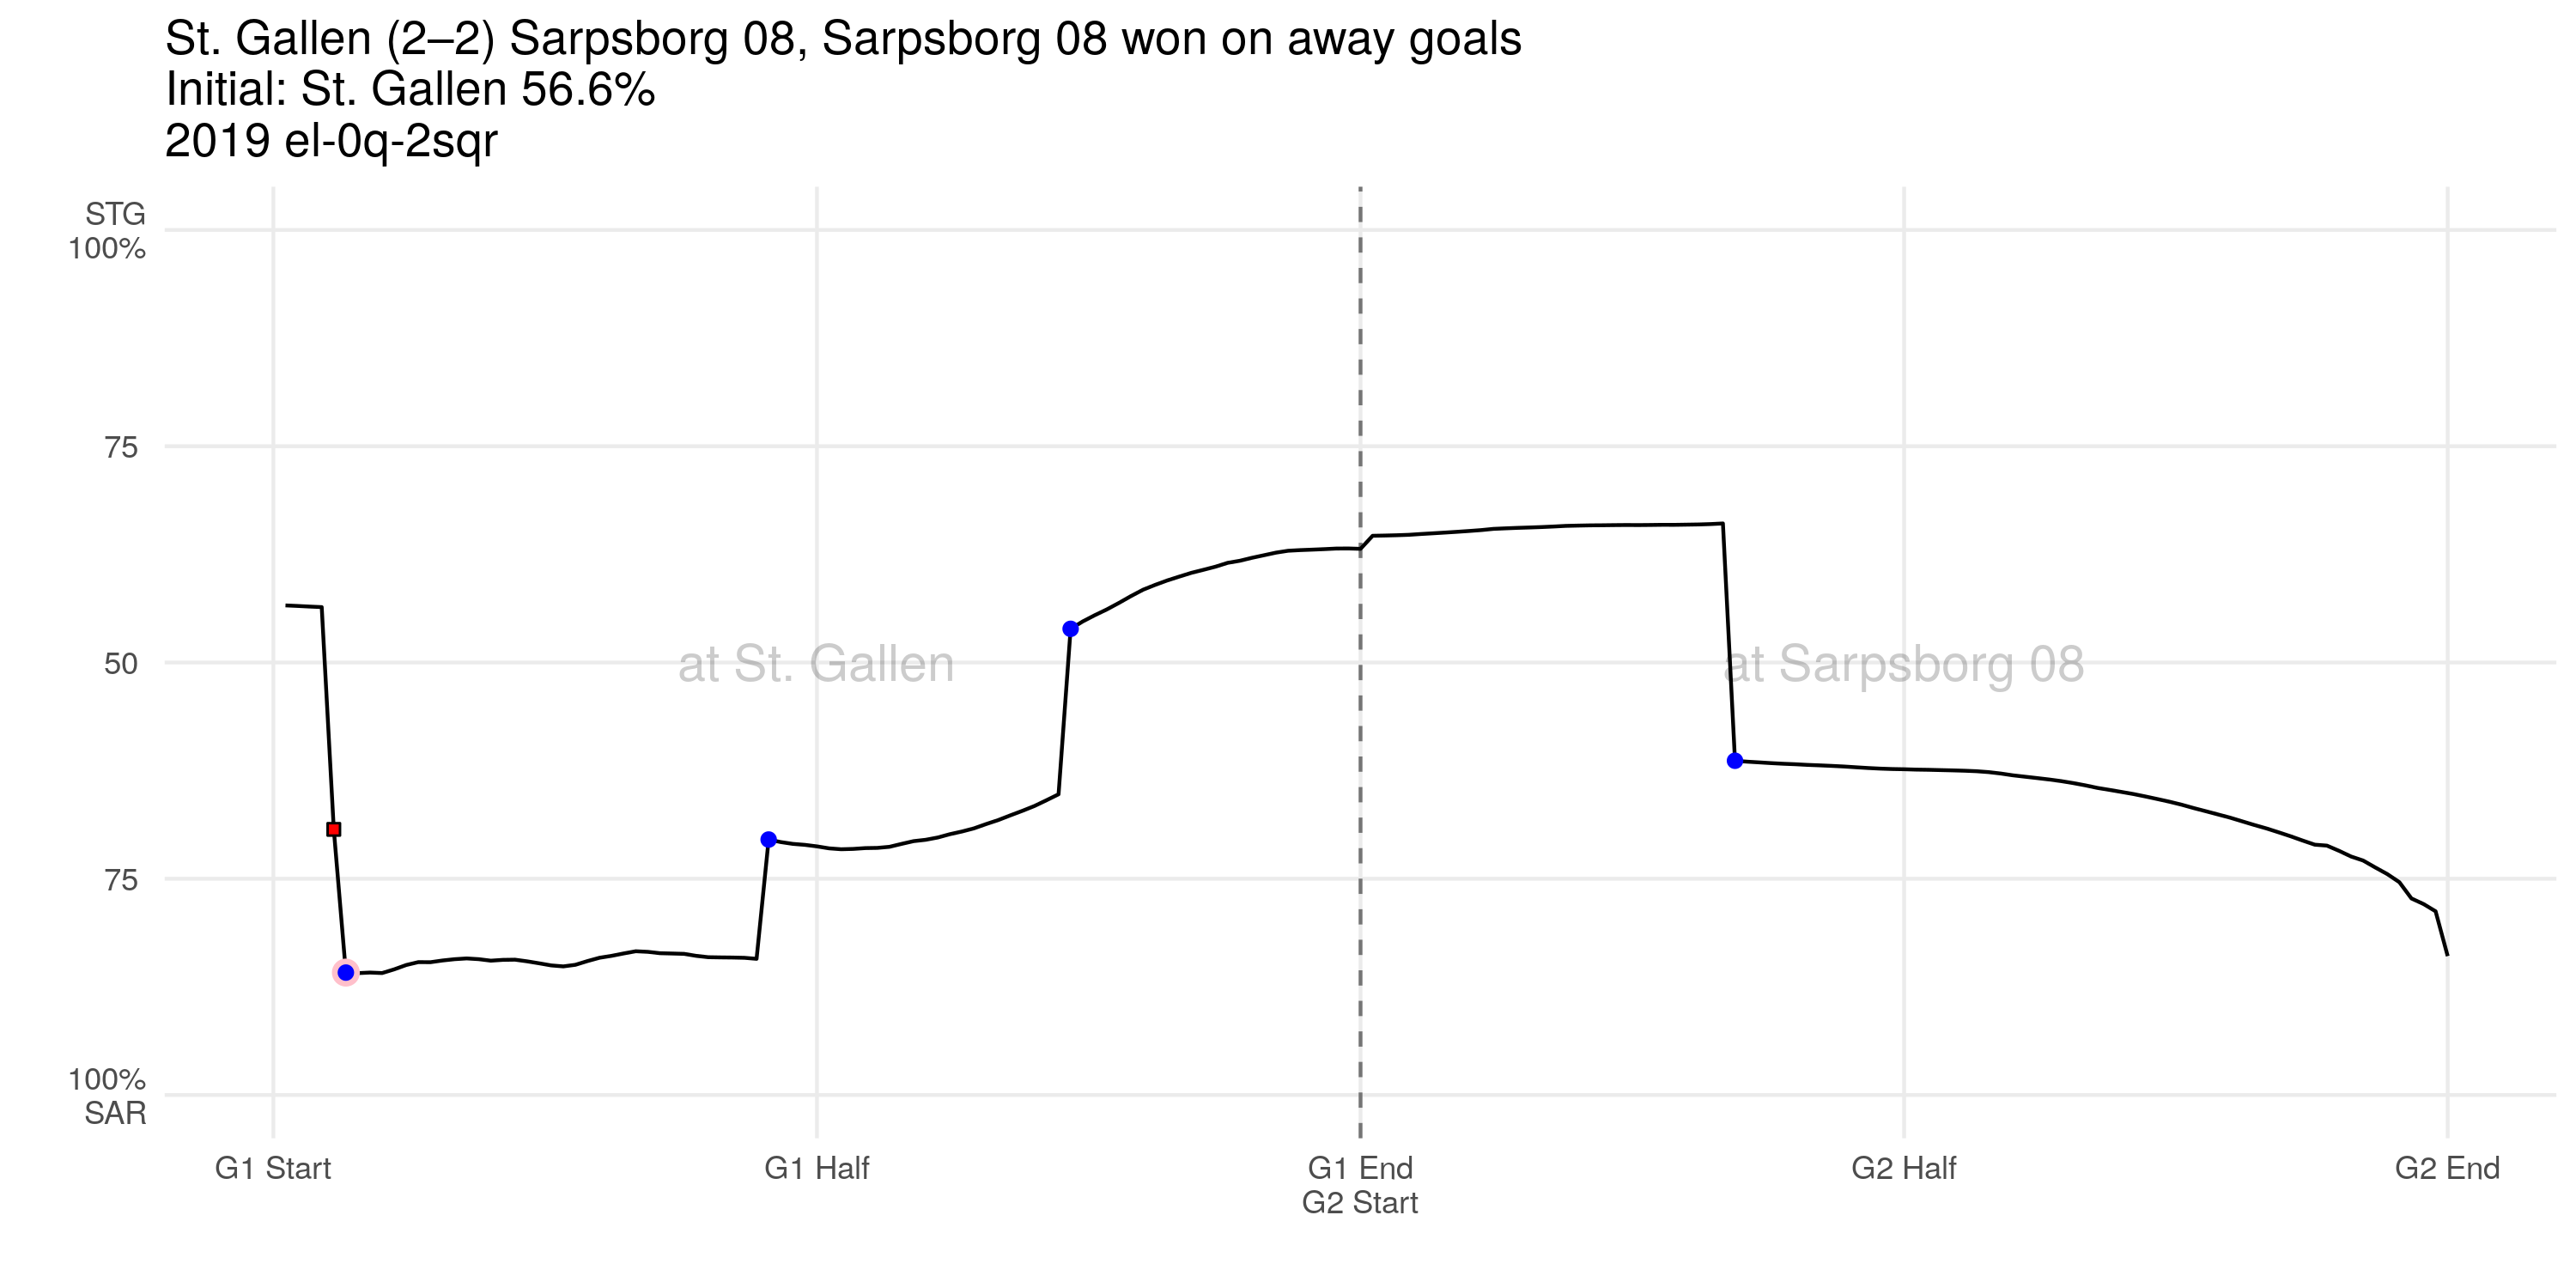 St. Gallen (2–2) Sarpsborg 08, Sarpsborg 08 won on away goals
Initial: St. Gallen 56.6%
2019 el-0q-2sqr
STG
100%
75
50
75
100%
SAR
at St. Gallen
at Sarpsborg 08
G1 Start
G1 Half
G1 End
G2 Start
G2 Half
G2 End